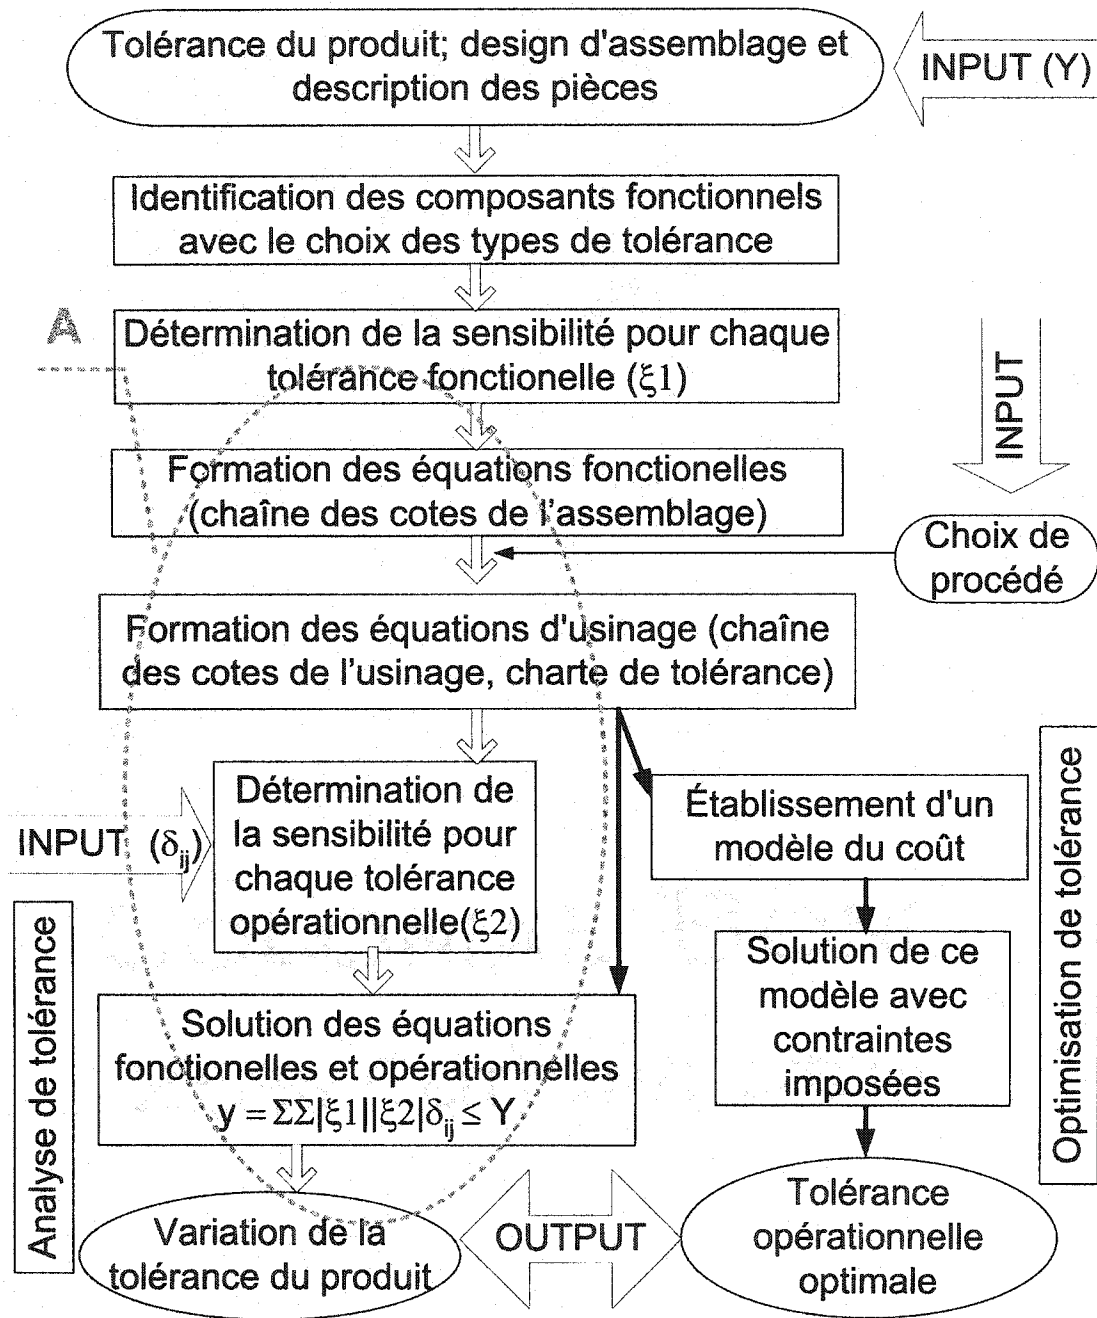 Tolérance du produit; design d'assemblage et
description des pièces
INPUT (Y)
Identification des composants fonctionnels
avec le choix des types de tolérance
A
Détermination de la sensibilité pour chaque
tolérance fonctionelle (ξ1)
INPUT
Formation des équations fonctionelles
(chaîne des cotes de l'assemblage)
Choix de
procédé
Formation des équations d'usinage (chaîne
des cotes de l'usinage, charte de tolérance)
INPUT (δij)
Détermination de
la sensibilité pour
chaque tolérance
opérationnelle(ξ2)
Établissement d'un
modèle du coût
Optimisation de tolérance
Solution de ce
modèle avec
contraintes
imposées
Analyse de tolérance
Solution des équations
fonctionelles et opérationnelles
y = ΣΣ|ξ1||ξ2|δij ≤ Y
Variation de la
tolérance du produit
OUTPUT
Tolérance
opérationnelle
optimale